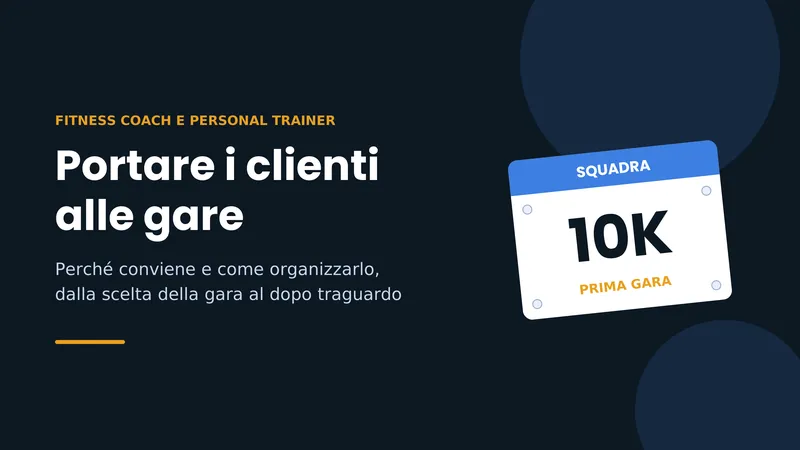 FITNESS COACH E PERSONAL TRAINER
Portare i clienti
alle gare
Perché conviene e come organizzarlo,
dalla scelta della gara al dopo traguardo
SQUADRA
10K
PRIMA GARA